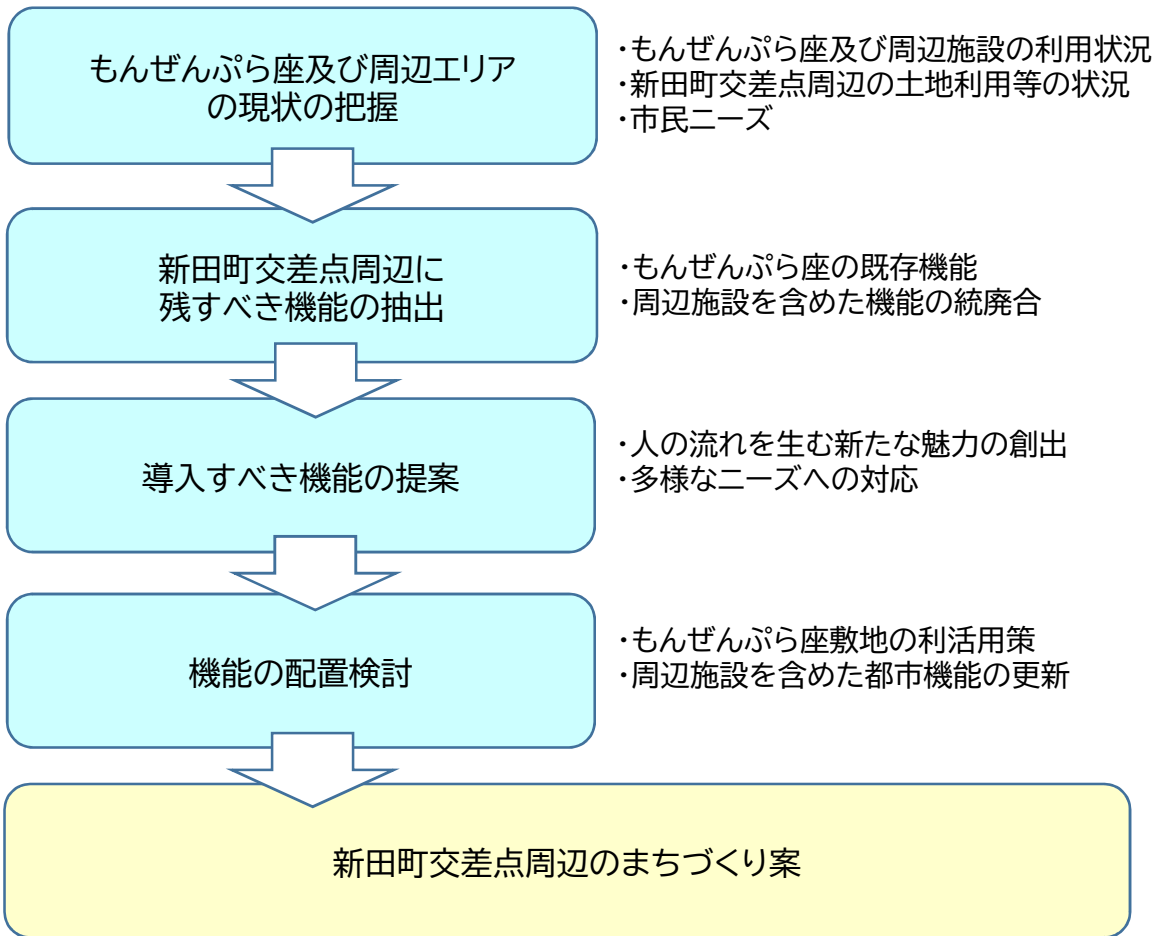 もんぜんぷら座及び周辺エリア
の現状の把握
・もんぜんぷら座及び周辺施設の利用状況
・新田町交差点周辺の土地利用等の状況
・市民ニーズ
新田町交差点周辺に
残すべき機能の抽出
・もんぜんぷら座の既存機能
・周辺施設を含めた機能の統廃合
導入すべき機能の提案
・人の流れを生む新たな魅力の創出
・多様なニーズへの対応
機能の配置検討
・もんぜんぷら座敷地の利活用策
・周辺施設を含めた都市機能の更新
新田町交差点周辺のまちづくり案